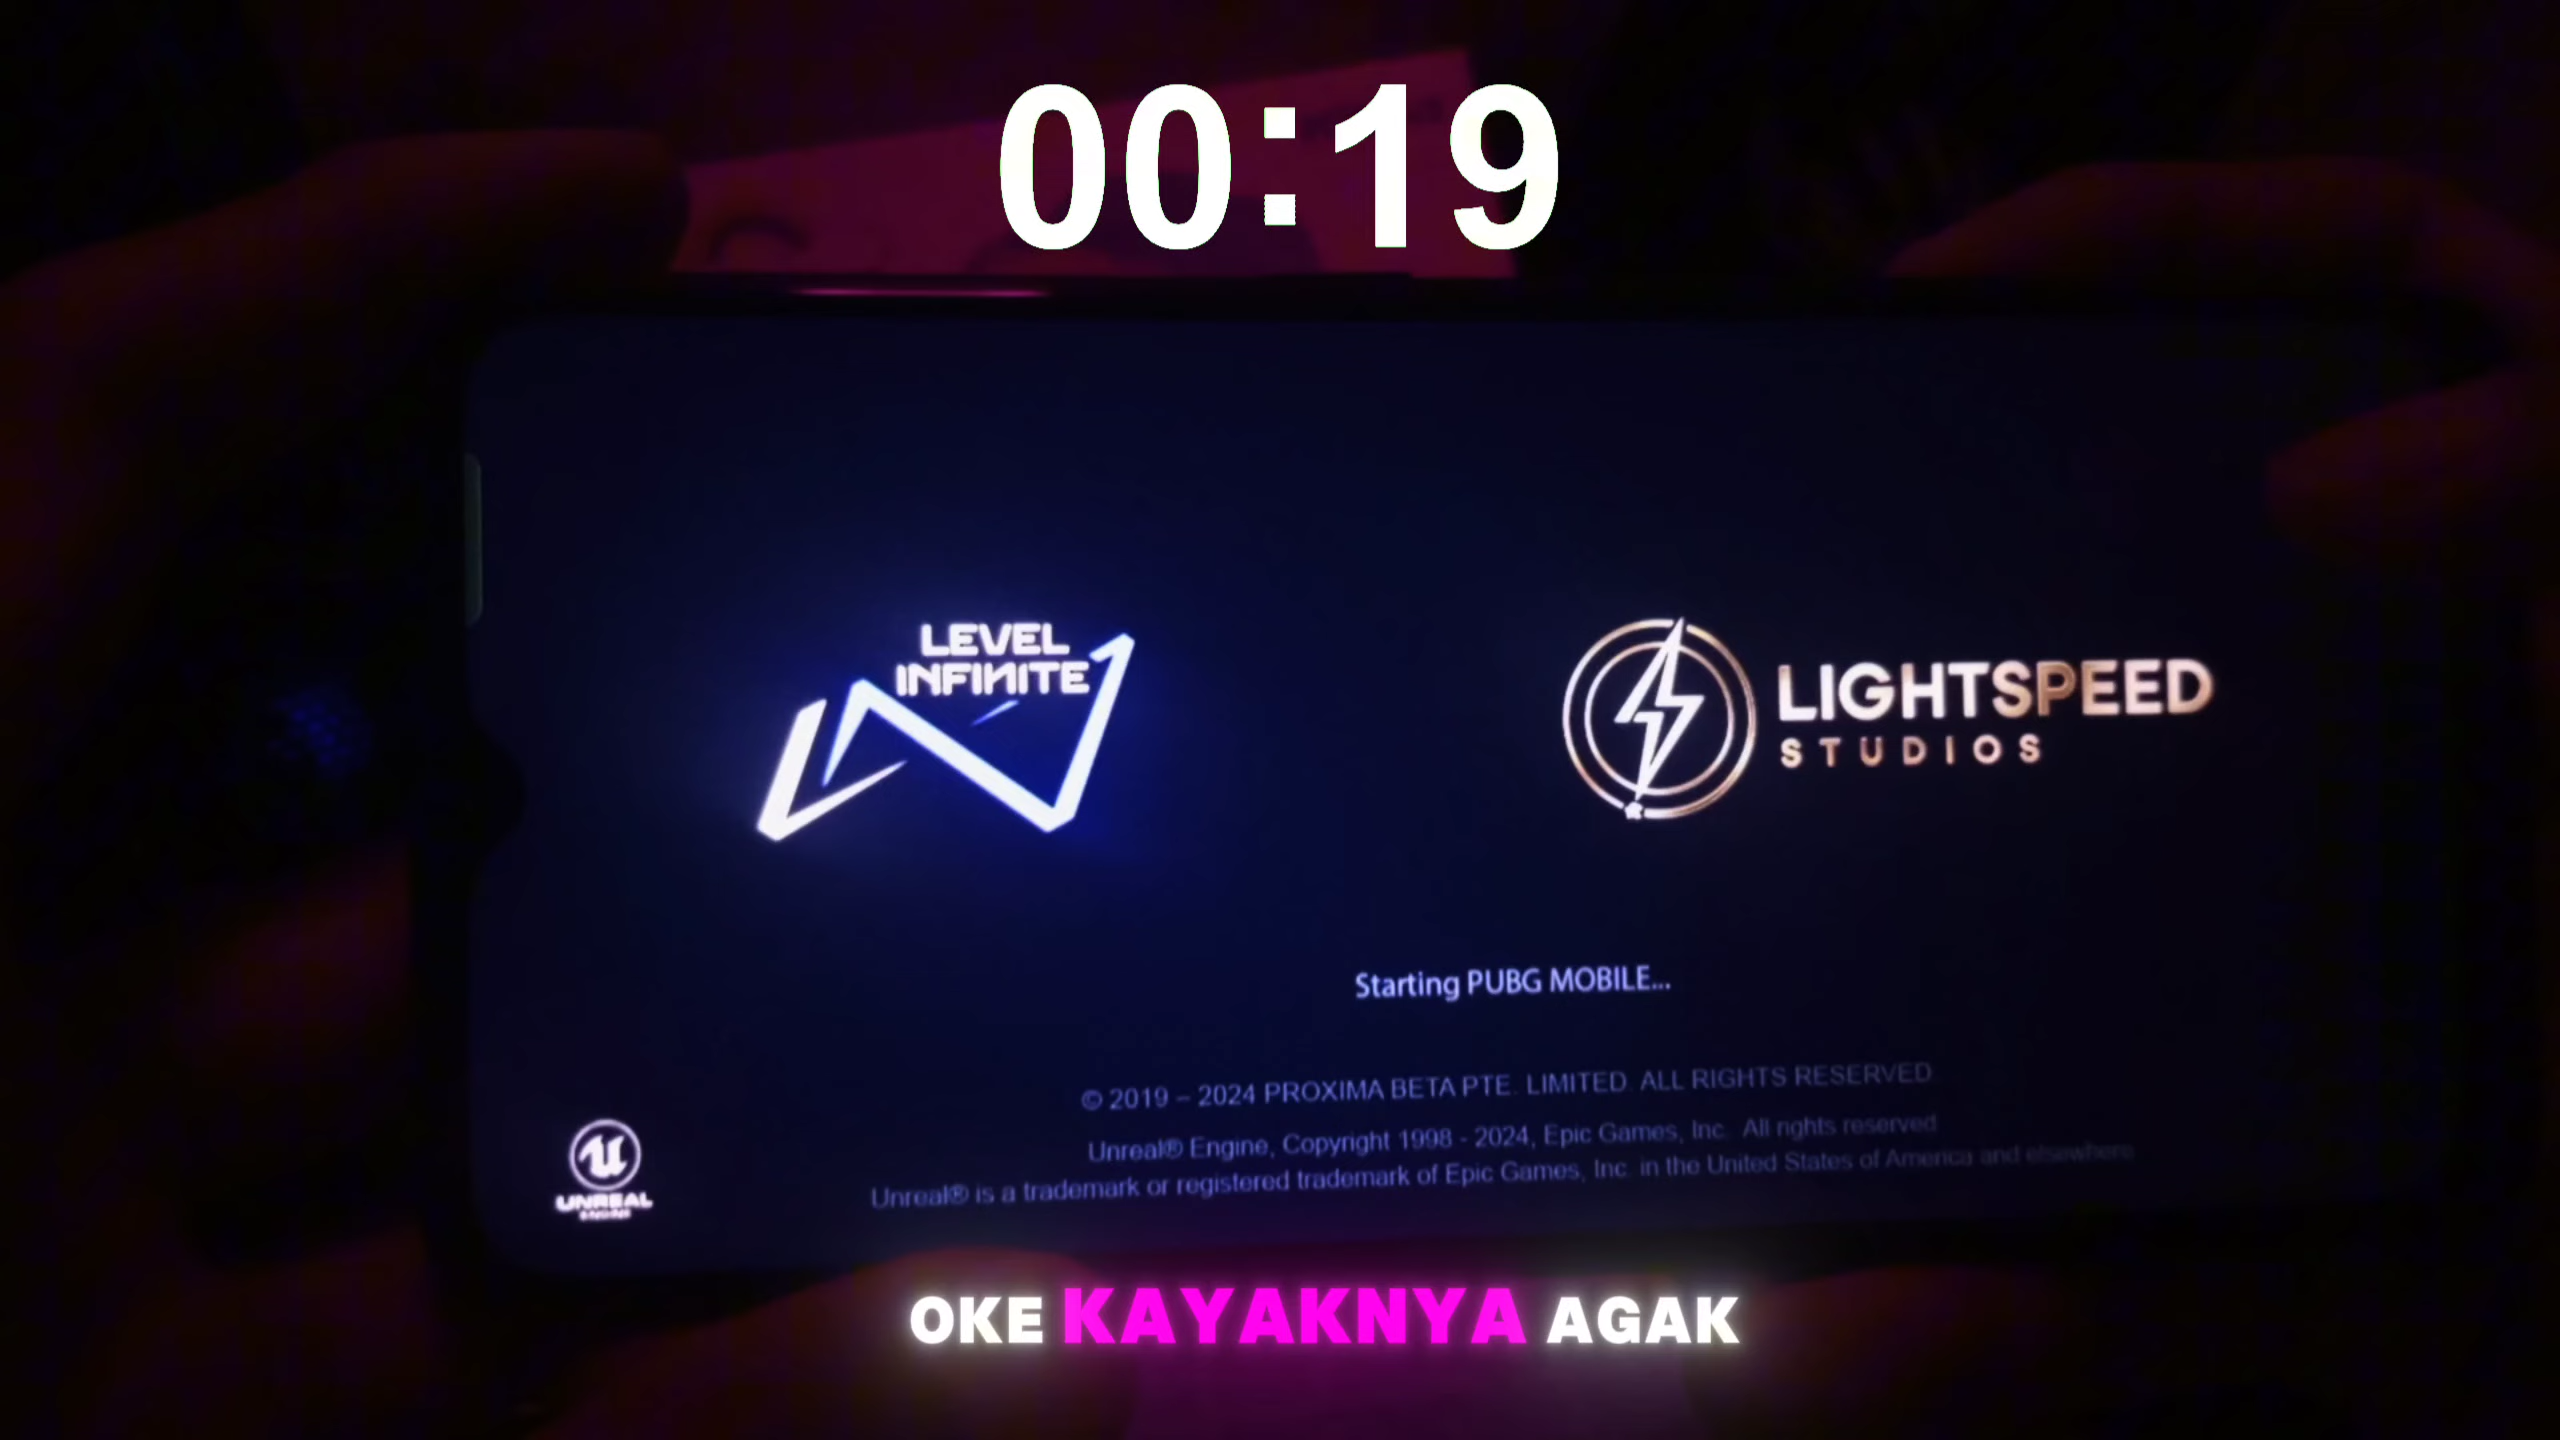 00:19
LEVEL
INFINITE
LIGHTSPEED
STUDIOS
Starting PUBG MOBILE...
© 2019 – 2024 PROXIMA BETA PTE. LIMITED. ALL RIGHTS RESERVED
Unreal® Engine, Copyright 1998 - 2024, Epic Games, Inc. All rights reserved
Unreal® is a trademark or registered trademark of Epic Games, Inc. in the United States of America and elsewhere
UNREAL
ENGINE
OKE KAYAKNYA AGAK